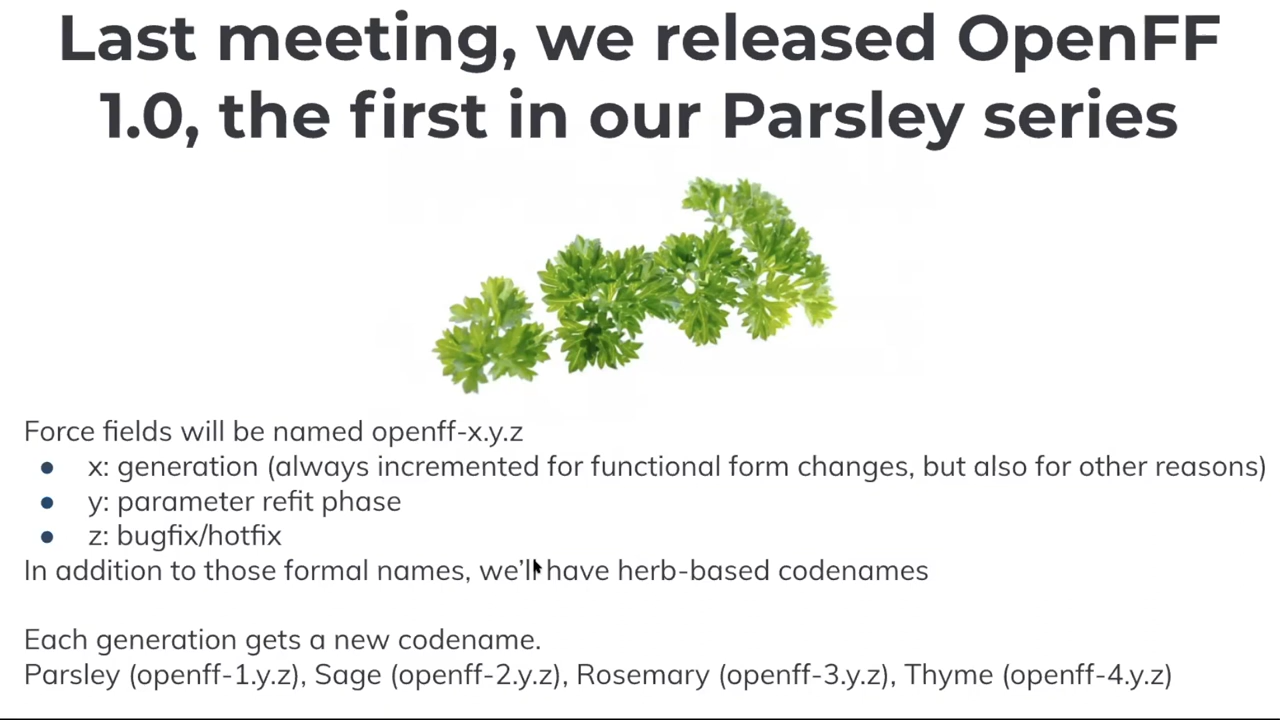 Last meeting, we released OpenFF
1.0, the first in our Parsley series
Force fields will be named openff-x.y.z
● x: generation (always incremented for functional form changes, but also for other reasons)
● y: parameter refit phase
● z: bugfix/hotfix
In addition to those formal names, we’ll have herb-based codenames
Each generation gets a new codename.
Parsley (openff-1.y.z), Sage (openff-2.y.z), Rosemary (openff-3.y.z), Thyme (openff-4.y.z)